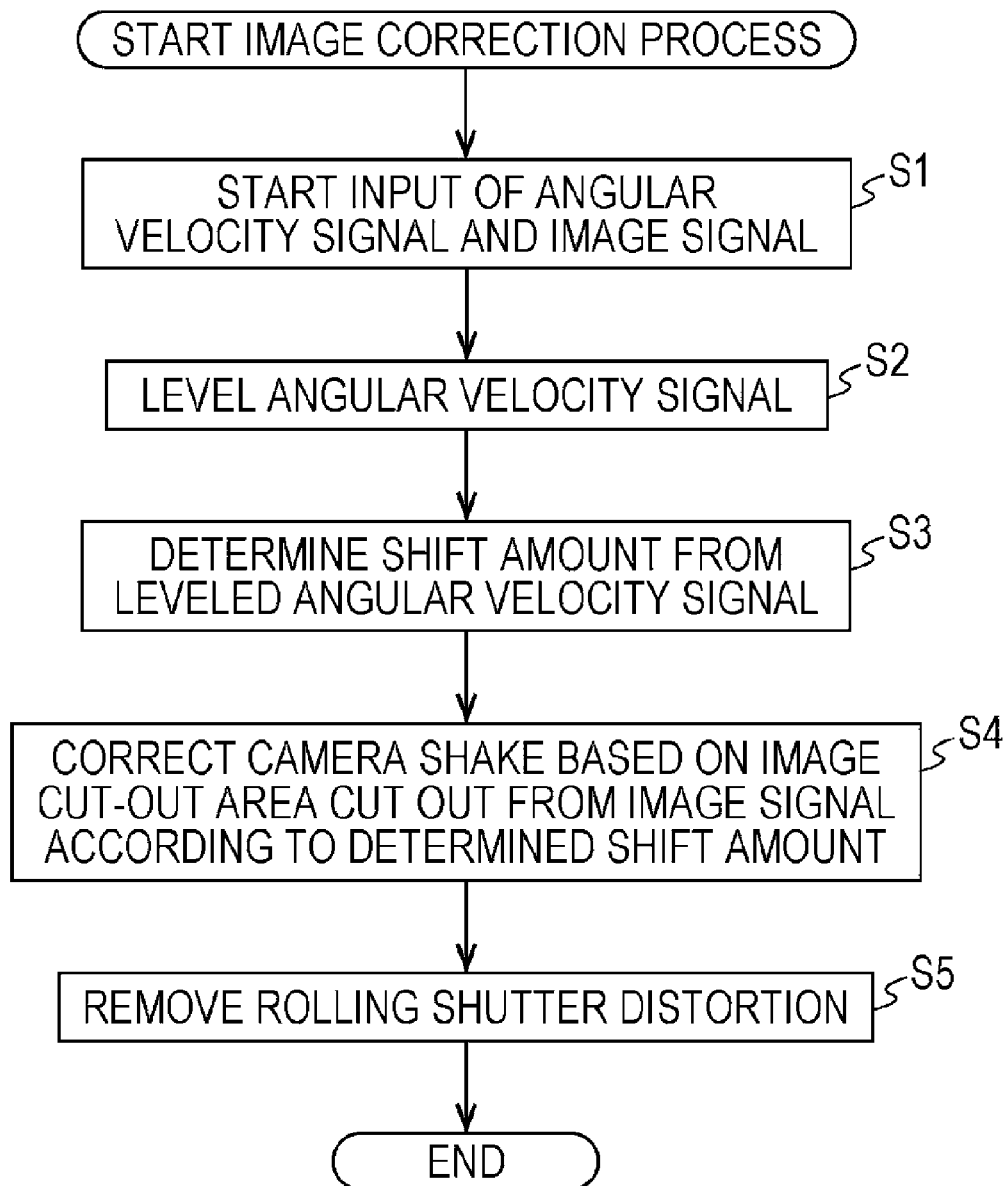 START IMAGE CORRECTION PROCESS
S1
START INPUT OF ANGULAR
VELOCITY SIGNAL AND IMAGE SIGNAL
S2
LEVEL ANGULAR VELOCITY SIGNAL
S3
DETERMINE SHIFT AMOUNT FROM
LEVELED ANGULAR VELOCITY SIGNAL
S4
CORRECT CAMERA SHAKE BASED ON IMAGE
CUT-OUT AREA CUT OUT FROM IMAGE SIGNAL
ACCORDING TO DETERMINED SHIFT AMOUNT
S5
REMOVE ROLLING SHUTTER DISTORTION
END